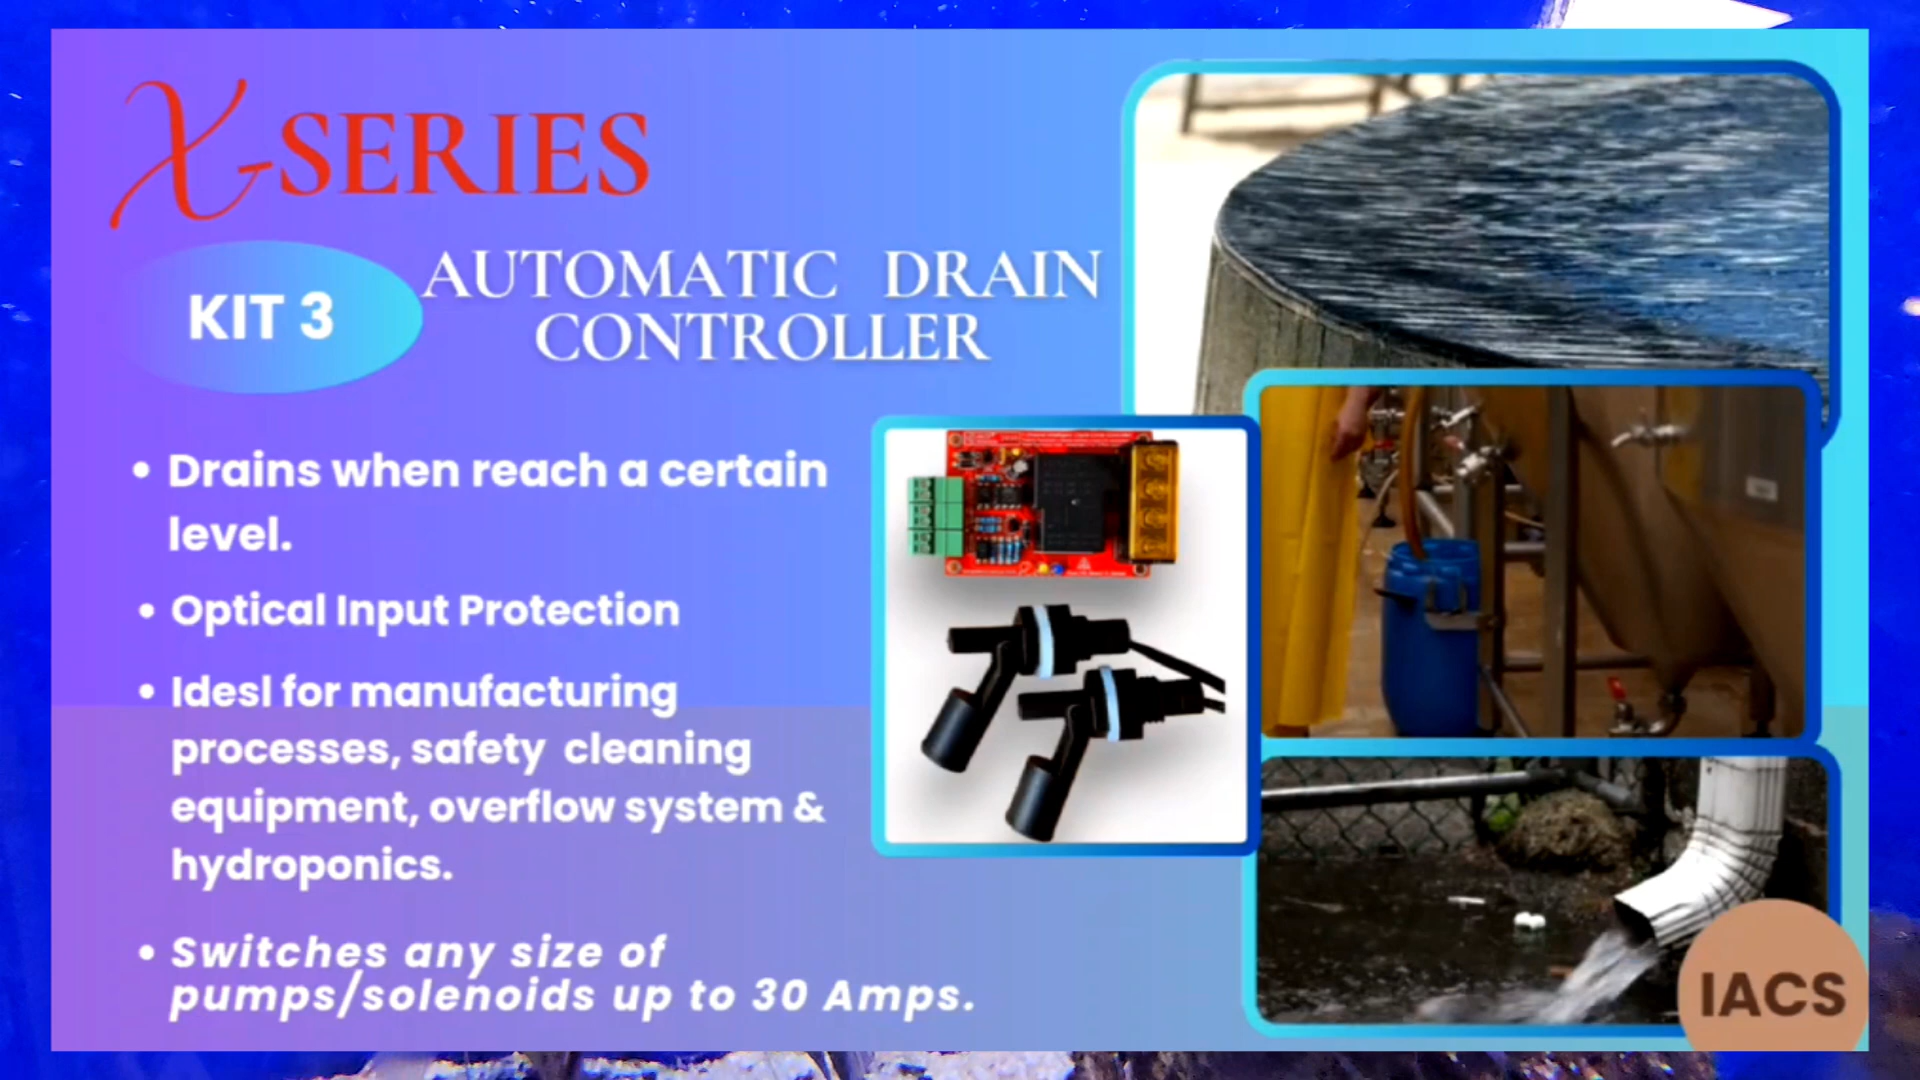 X-SERIES
KIT 3
AUTOMATIC DRAIN
CONTROLLER
• Drains when reach a certain
level.
• Optical Input Protection
• Idesl for manufacturing
processes, safety cleaning
equipment, overflow system &
hydroponics.
• Switches any size of
pumps/solenoids up to 30 Amps.
IACS